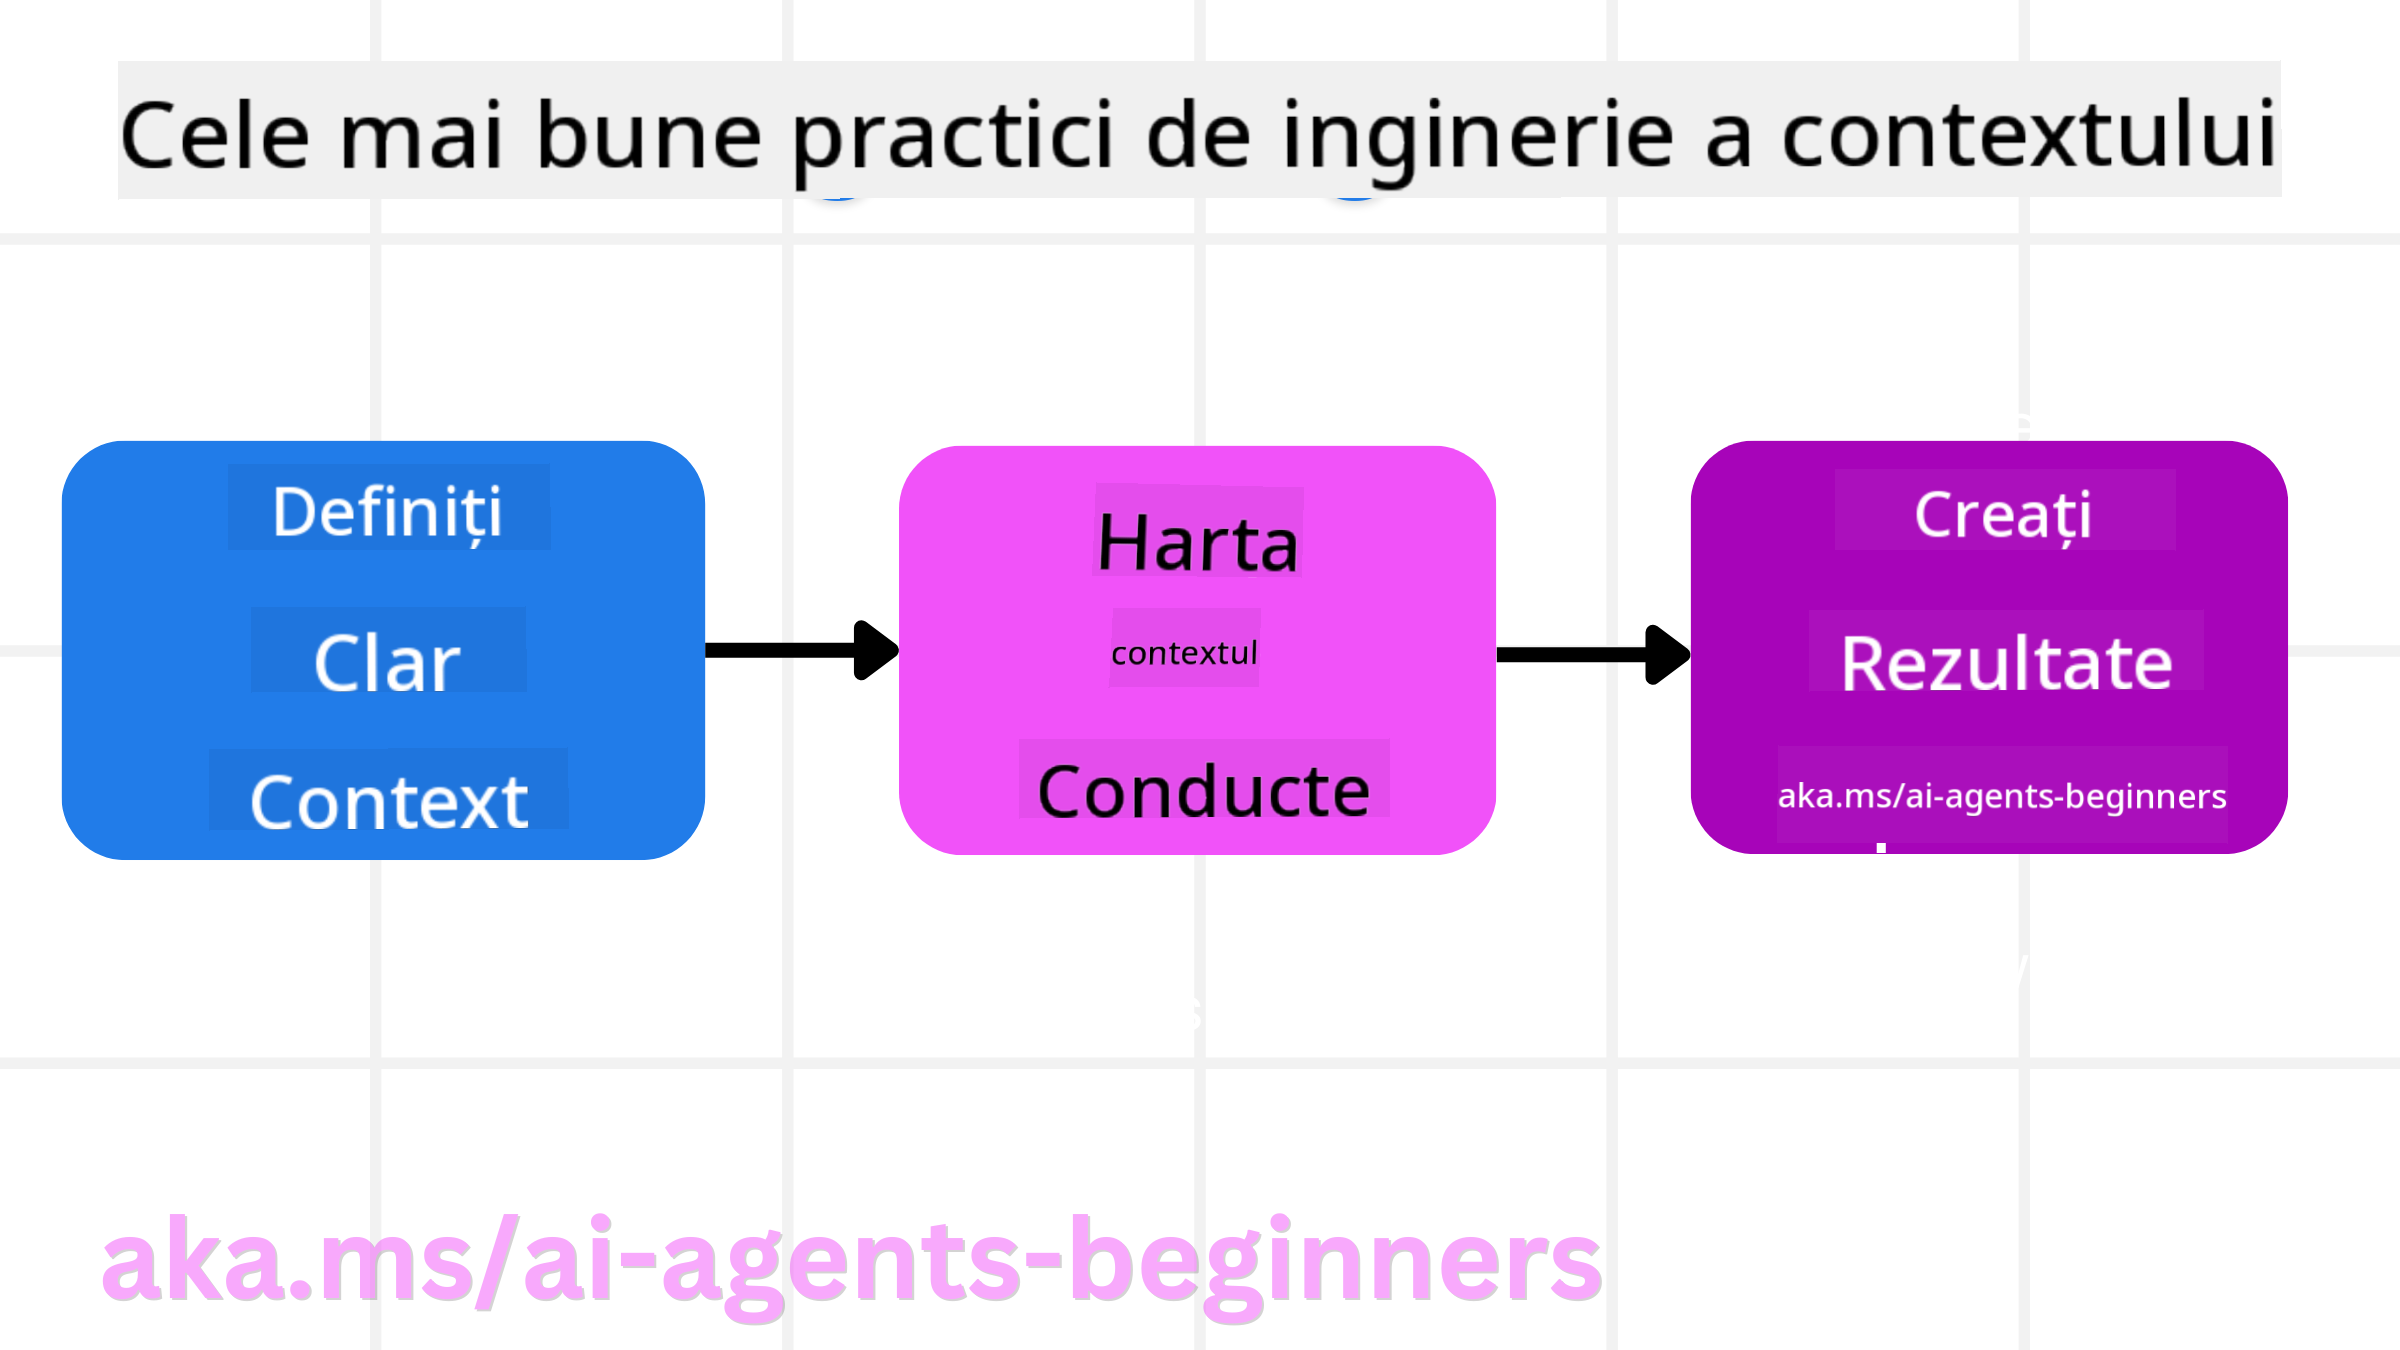 Cele mai bune practici de inginerie a contextului
Definiți
Clar
Context
Harta
contextul
Conducte
Creați
Rezultate
aka.ms/ai-agents-beginners
aka.ms/ai-agents-beginners